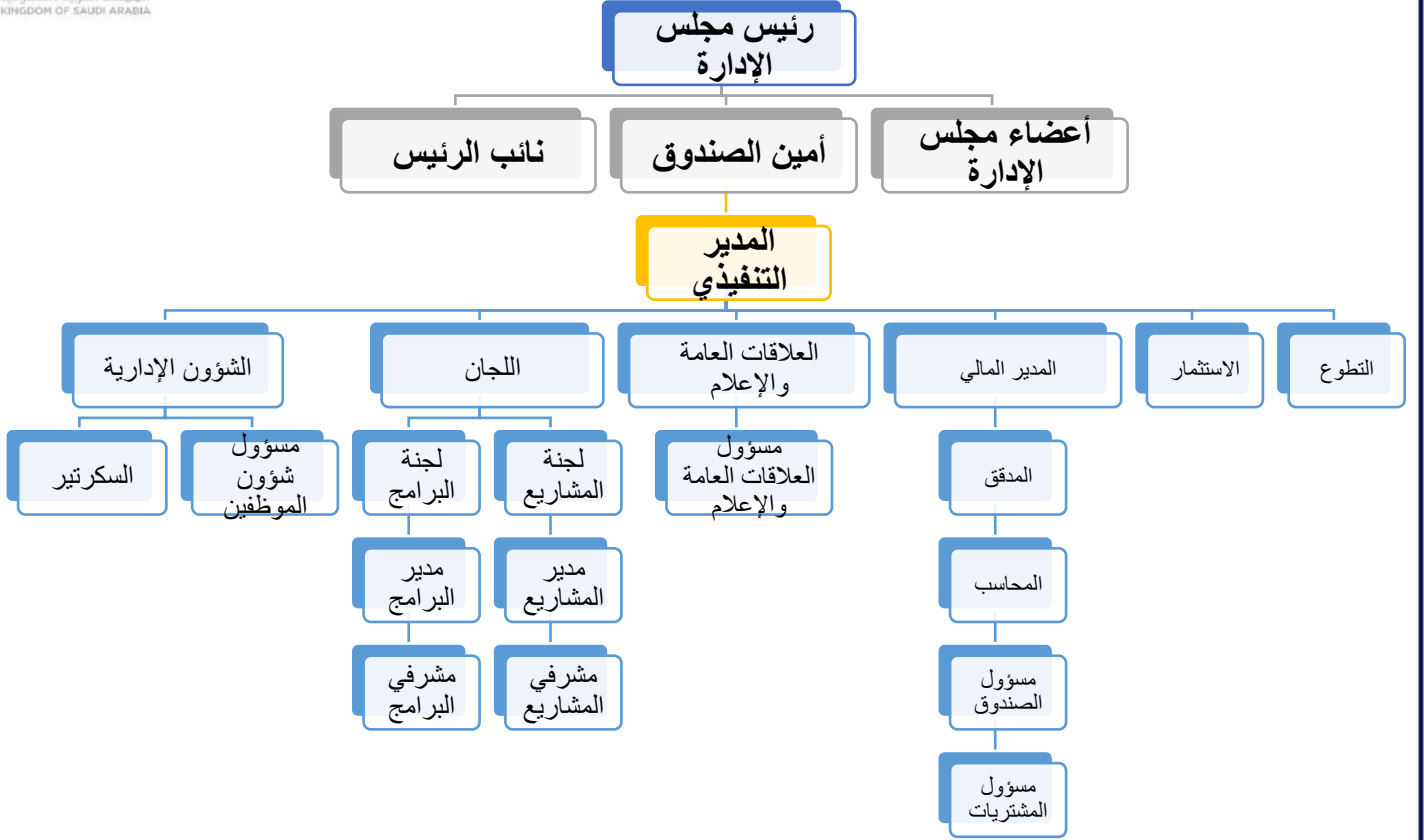 KINGDOM OF SAUDI ARABIA
رئيس مجلس
الإدارة
أعضاء مجلس
الإدارة
أمين الصندوق
نائب الرئيس
المدير
التنفيذي
التطوع
الاستثمار
المدير المالي
العلاقات العامة
والإعلام
اللجان
الشؤون الإدارية
المدقق
مسؤول
العلاقات العامة
والإعلام
لجنة
المشاريع
لجنة
البرامج
مسؤول
شؤون
الموظفين
السكرتير
المحاسب
مدير
المشاريع
مدير
البرامج
مسؤول
الصندوق
مشرفي
المشاريع
مشرفي
البرامج
مسؤول
المشتريات